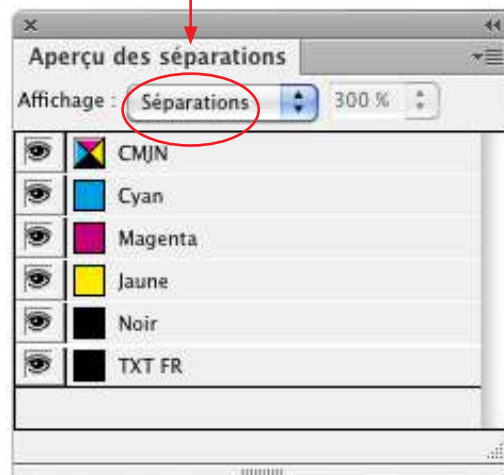 Aperçu des séparations
Affichage : Séparations 300 %
CMJN
Cyan
Magenta
Jaune
Noir
TXT FR